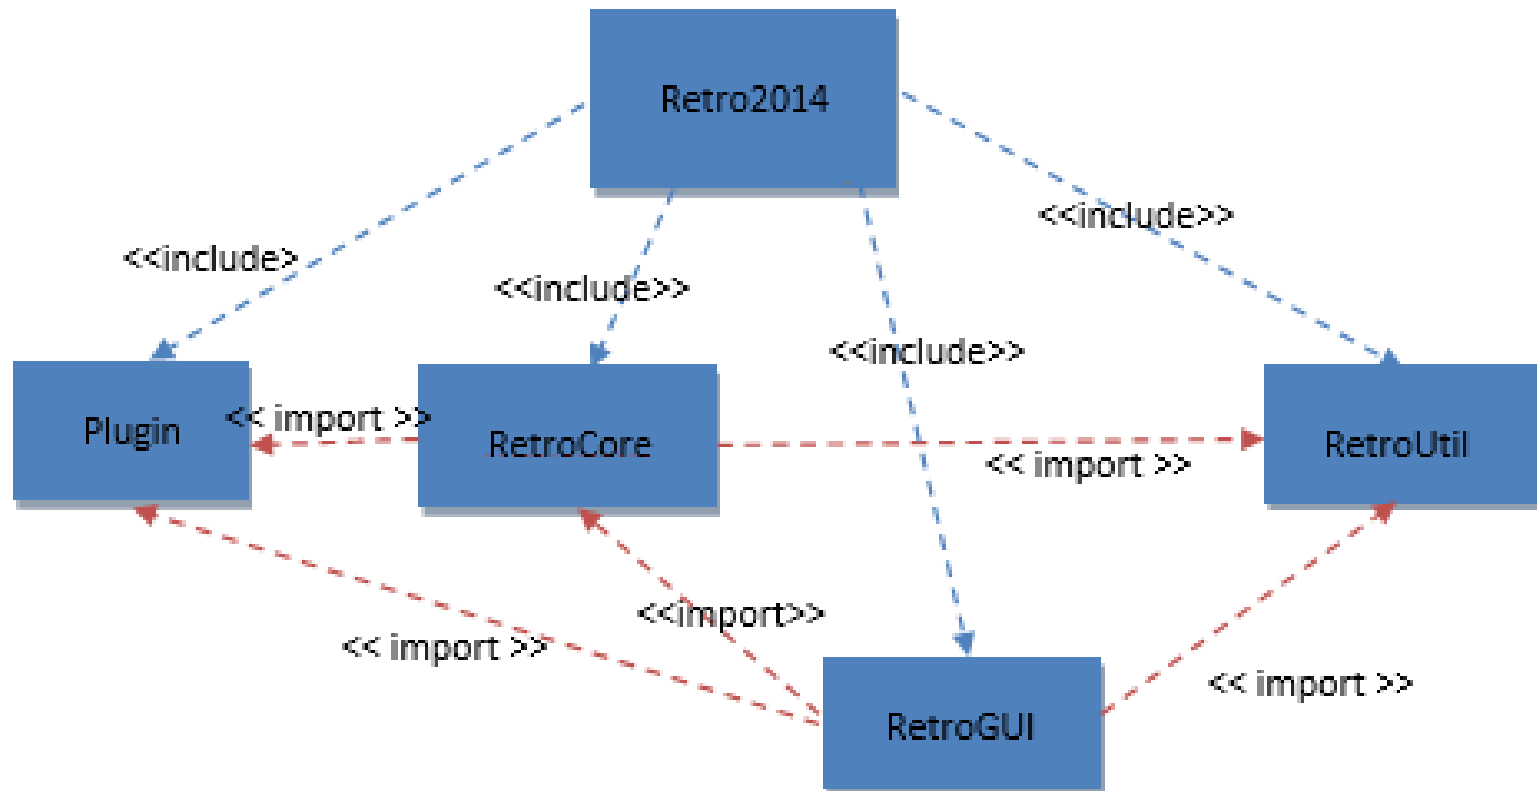 Retro2014
<<include>>
<<include>
<<include>>
<<include>>
Plugin
<< import >>
RetroCore
<< import >>
RetroUtil
<<import>>
<< import >>
<< import >>
RetroGUI